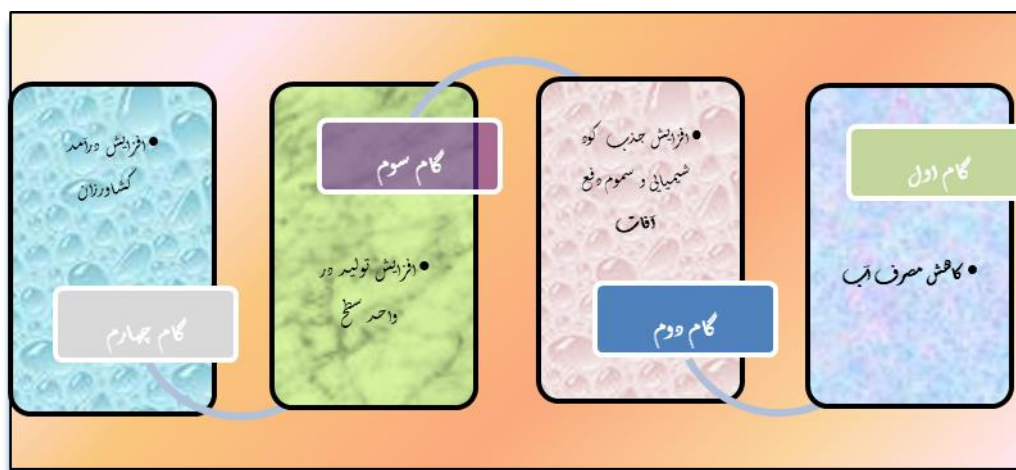 گام اول
• کاهش مصرف آب
• افزایش جذب کود
شیمیایی و سموم دفع
آفات
گام دوم
گام سوم
• افزایش تولید در
واحد سطح
• افزایش درآمد
کشاورزان
گام چهارم